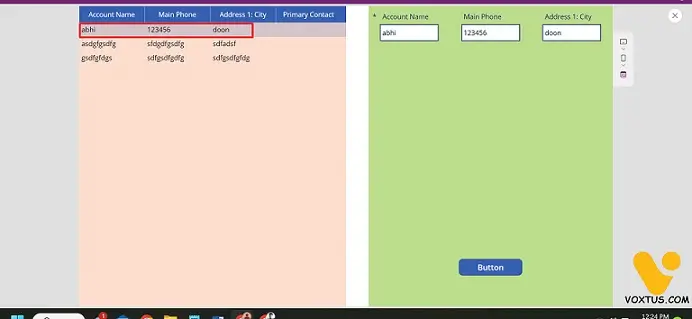 Account Name Main Phone Address 1: City Primary Contact
abhi 123456 doon
asdgfgsdfg sfdgdfgsdfg sdfadsf
gsdfgfdgs sdfgsdfgdfg sdfgsdfgfdg
* Account Name Main Phone Address 1: City
abhi 123456 doon
Button
VOXTUS.COM
12:24 PM